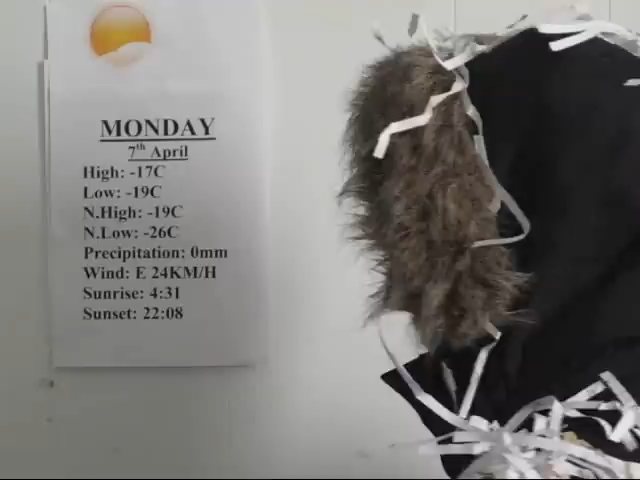 MONDAY
7th April
High: -17C
Low: -19C
N.High: -19C
N.Low: -26C
Precipitation: 0mm
Wind: E 24KM/H
Sunrise: 4:31
Sunset: 22:08